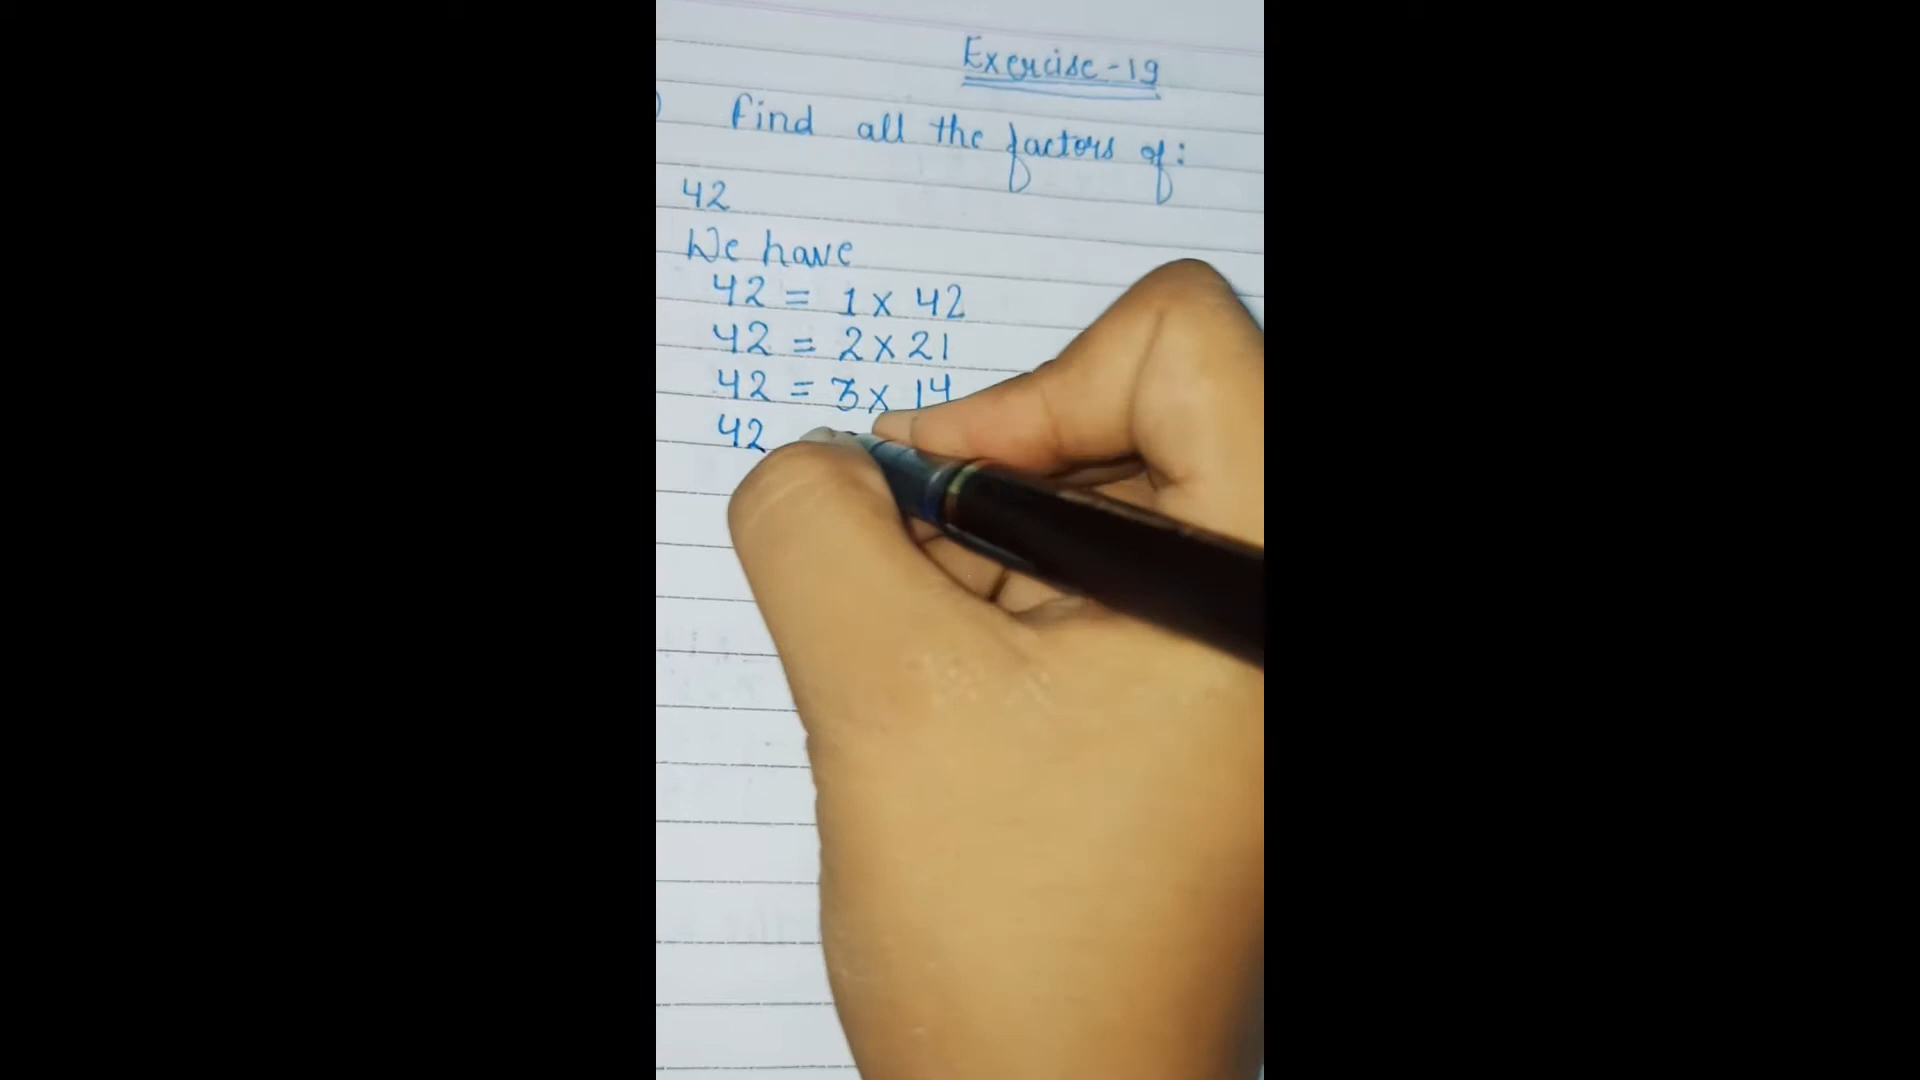 Exercise-19
Find all the factors of:
42
We have
42 = 1 x 42
42 = 2 x 21
42 = 3 x 14
42